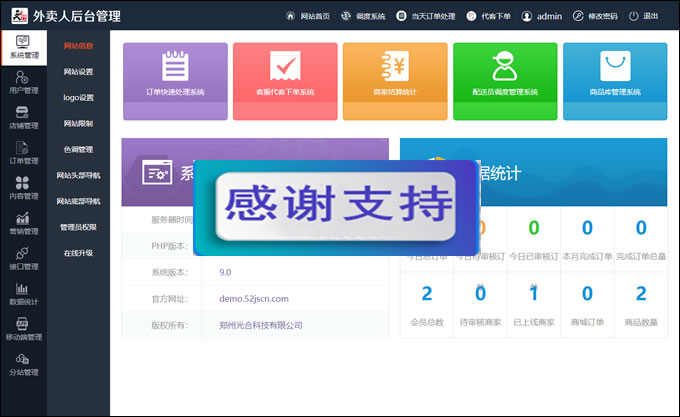 外卖人后台管理
网站首页 调度系统 当天订单处理 代客下单 admin 修改密码 退出
系统管理
用户管理
店铺管理
订单管理
内容管理
营销管理
接口管理
数据统计
移动端管理
分站管理
网站信息
网站设置
logo设置
网站限制
色调管理
网站头部导航
网站底部导航
管理员权限
在线升级
订单快速处理系统 客服代客下单系统 商家结算统计 配送员调度管理系统 商品库管理系统
系
服务器时间
PHP版本:
系统版本: 9.0
官方网址: demo.52jscn.com
版权所有: 郑州光合科技有限公司
感谢支持
据统计
0 0 0 0
今日总订单 今日待审核订单 今日已审核订单 本月完成订单 完成订单总量
2 0 1 0 2
会员总数 待审核商家 已上线商家 商城订单 商品数量